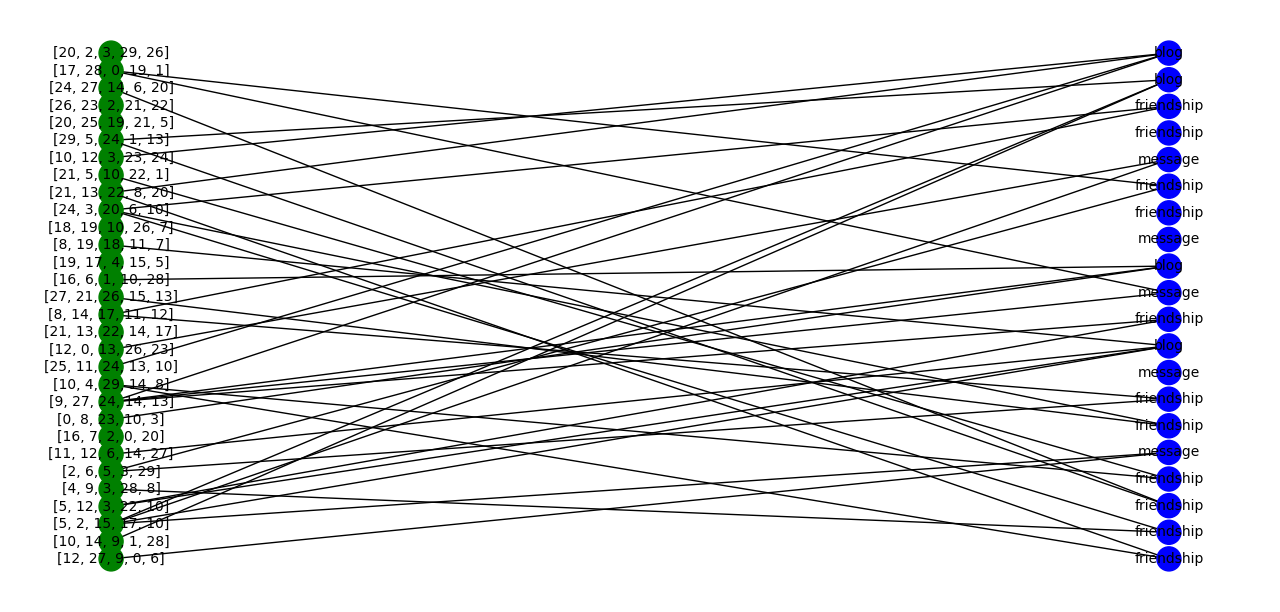 [20, 2, 3, 29, 26]
[17, 28, 0, 19, 1]
[24, 27, 14, 6, 20]
[26, 23, 2, 21, 22]
[20, 25, 19, 21, 5]
[29, 5, 24, 1, 13]
[10, 12, 3, 23, 24]
[21, 5, 10, 22, 1]
[21, 13, 22, 8, 20]
[24, 3, 20, 6, 10]
[18, 19, 10, 26, 7]
[8, 19, 18, 11, 7]
[19, 17, 4, 15, 5]
[16, 6, 1, 10, 28]
[27, 21, 26, 15, 13]
[8, 14, 17, 11, 12]
[21, 13, 22, 14, 17]
[12, 0, 13, 26, 23]
[25, 11, 24, 13, 10]
[10, 4, 29, 14, 8]
[9, 27, 24, 14, 13]
[0, 8, 23, 10, 3]
[16, 7, 2, 0, 20]
[11, 12, 6, 14, 27]
[2, 6, 5, 3, 29]
[4, 9, 3, 28, 8]
[5, 12, 3, 22, 10]
[5, 2, 15, 17, 10]
[10, 14, 9, 1, 28]
[12, 27, 9, 0, 6]
blog
blog
friendship
friendship
message
friendship
friendship
message
blog
message
friendship
blog
message
friendship
friendship
message
friendship
friendship
friendship
friendship